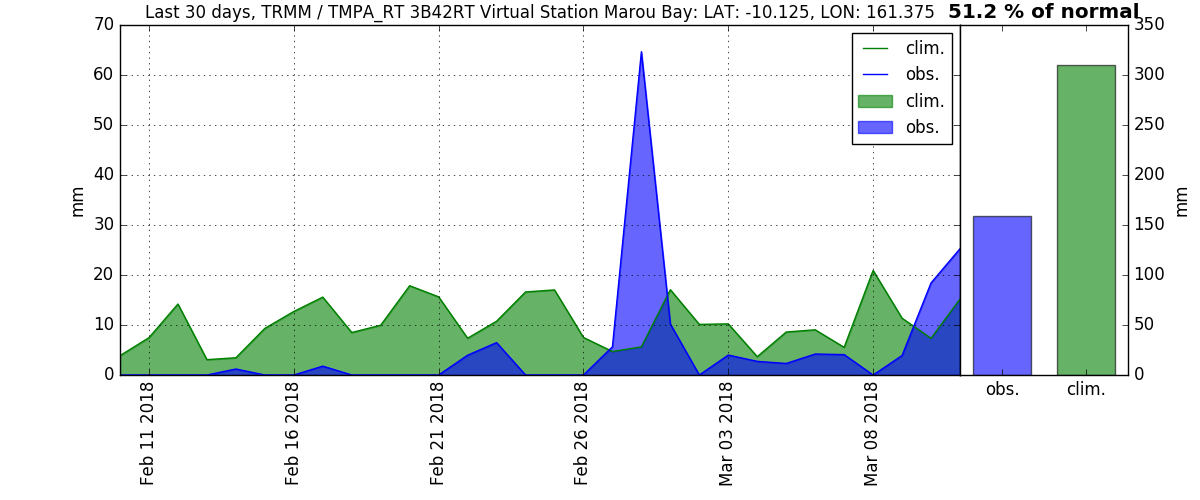 Last 30 days, TRMM / TMPA_RT 3B42RT Virtual Station Marou Bay: LAT: -10.125, LON: 161.375
51.2 % of normal
mm
70
60
50
40
30
20
10
0
clim.
obs.
clim.
obs.
350
300
250
200
150
100
50
0
mm
obs.
clim.
Feb 11 2018
Feb 16 2018
Feb 21 2018
Feb 26 2018
Mar 03 2018
Mar 08 2018